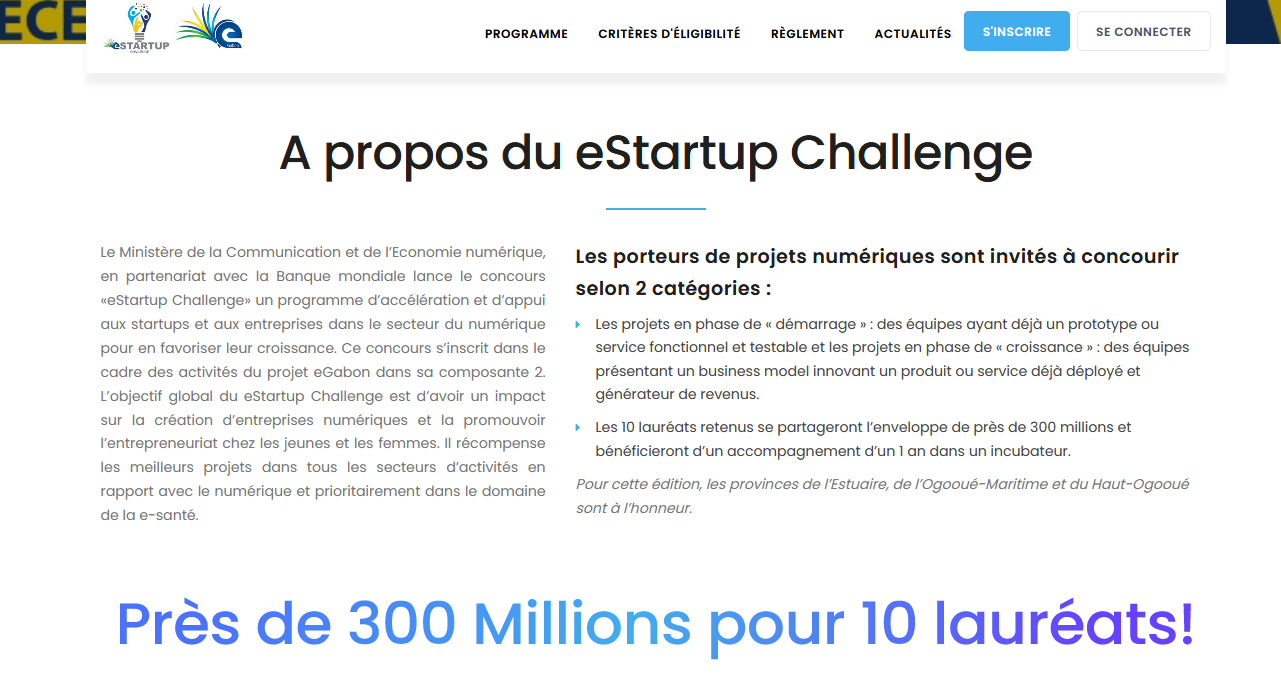 ECE
eSTARTUP
CHALLENGE
PROGRAMME
CRITÈRES D'ÉLIGIBILITÉ
RÈGLEMENT
ACTUALITÉS
S'INSCRIRE
SE CONNECTER
A propos du eStartup Challenge
Le Ministère de la Communication et de l’Economie numérique,
en partenariat avec la Banque mondiale lance le concours
«eStartup Challenge» un programme d’accélération et d’appui
aux startups et aux entreprises dans le secteur du numérique
pour en favoriser leur croissance. Ce concours s’inscrit dans le
cadre des activités du projet eGabon dans sa composante 2.
L’objectif global du eStartup Challenge est d’avoir un impact
sur la création d’entreprises numériques et la promouvoir
l’entrepreneuriat chez les jeunes et les femmes. Il récompense
les meilleurs projets dans tous les secteurs d’activités en
rapport avec le numérique et prioritairement dans le domaine
de la e-santé.
Les porteurs de projets numériques sont invités à concourir
selon 2 catégories :
Les projets en phase de « démarrage » : des équipes ayant déjà un prototype ou
service fonctionnel et testable et les projets en phase de « croissance » : des équipes
présentant un business model innovant un produit ou service déjà déployé et
générateur de revenus.
Les 10 lauréats retenus se partageront l’enveloppe de près de 300 millions et
bénéficieront d’un accompagnement d’un 1 an dans un incubateur.
Pour cette édition, les provinces de l’Estuaire, de l’Ogooué-Maritime et du Haut-Ogooué
sont à l’honneur.
Près de 300 Millions pour 10 lauréats!